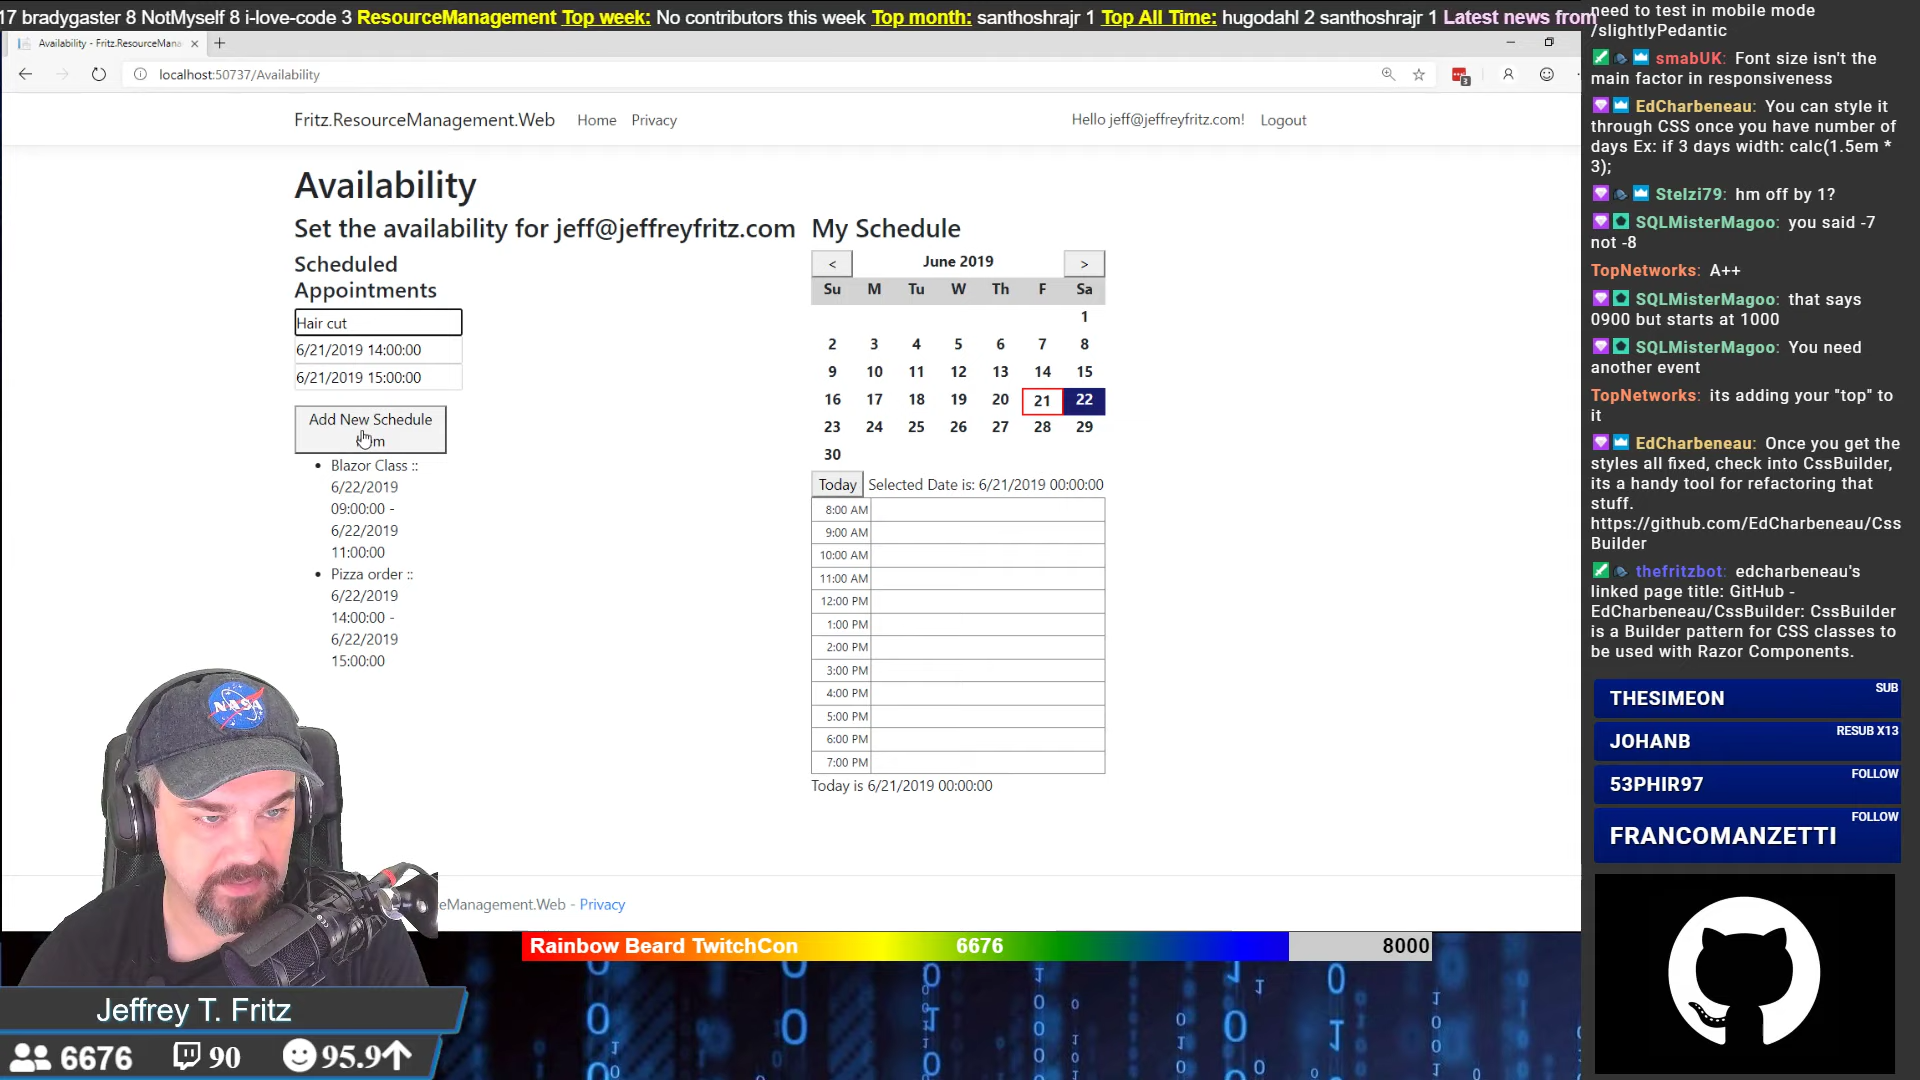 17 bradygaster 8 NotMyself 8 i-love-code 3 ResourceManagement Top week: No contributors this week Top month: santhoshrajr 1 Top All Time: hugodahl 2 santhoshrajr 1 Latest news from
Availability - Fritz.ResourceMana
localhost:50737/Availability
3
Fritz.ResourceManagement.Web Home Privacy
Hello jeff@jeffreyfritz.com! Logout
Availability
Set the availability for jeff@jeffreyfritz.com
Scheduled
Appointments
Hair cut
6/21/2019 14:00:00
6/21/2019 15:00:00
Add New Schedule
Blazor Class ::
6/22/2019
09:00:00 -
6/22/2019
11:00:00
Pizza order ::
6/22/2019
14:00:00 -
6/22/2019
15:00:00
My Schedule
< June 2019 >
Su M Tu W Th F Sa
1
2 3 4 5 6 7 8
9 10 11 12 13 14 15
16 17 18 19 20 21 22
23 24 25 26 27 28 29
30
Today Selected Date is: 6/21/2019 00:00:00
8:00 AM
9:00 AM
10:00 AM
11:00 AM
12:00 PM
1:00 PM
2:00 PM
3:00 PM
4:00 PM
5:00 PM
6:00 PM
7:00 PM
Today is 6/21/2019 00:00:00
eManagement.Web - Privacy
NASA
Rainbow Beard TwitchCon 6676 8000
Jeffrey T. Fritz
6676 90 95.9
need to test in mobile mode
/slightlyPedantic
smabUK: Font size isn't the
main factor in responsiveness
EdCharbeneau: You can style it
through CSS once you have number of
days Ex: if 3 days width: calc(1.5em *
3);
Stelzi79: hm off by 1?
SQLMisterMagoo: you said -7
not -8
TopNetworks: A++
SQLMisterMagoo: that says
0900 but starts at 1000
SQLMisterMagoo: You need
another event
TopNetworks: its adding your "top" to
it
EdCharbeneau: Once you get the
styles all fixed, check into CssBuilder,
its a handy tool for refactoring that
stuff.
https://github.com/EdCharbeneau/Css
Builder
thefritzbot: edcharbeneau's
linked page title: GitHub -
EdCharbeneau/CssBuilder: CssBuilder
is a Builder pattern for CSS classes to
be used with Razor Components.
THESIMEON SUB
JOHANB RESUB X13
53PHIR97 FOLLOW
FRANCOMANZETTI FOLLOW